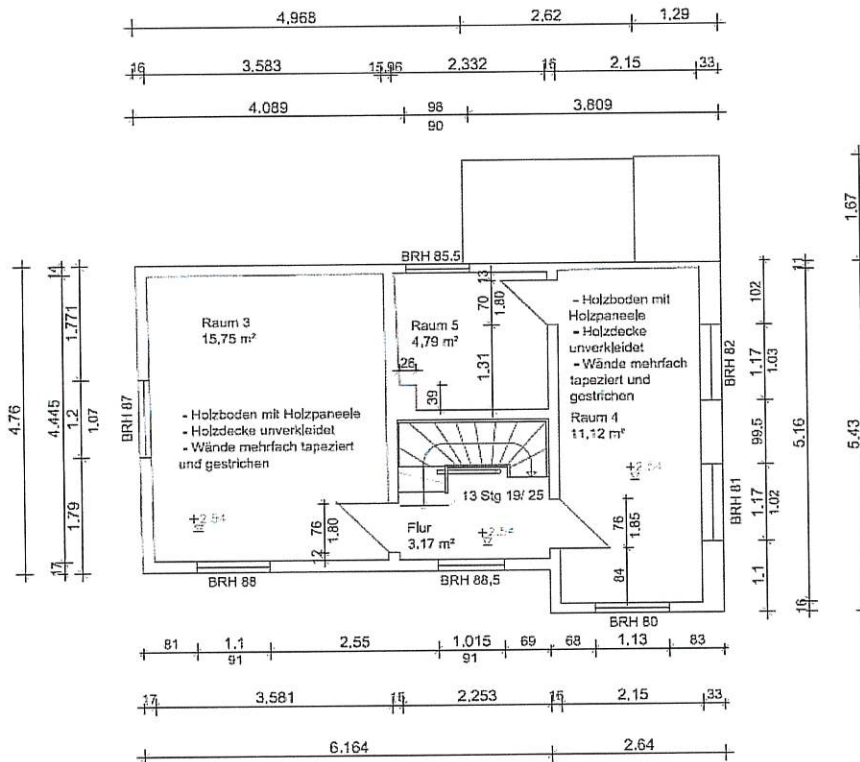 4.968 2.62 1.29
16 3.583 2.332 16 2.15 33
4.089 98 3.809
90
1.67
BRH 85.5
14 13 11
1.771 70 1.80 102
Raum 3
15,75 m²
Raum 5
4,79 m²
- Holzboden mit
Holzpaneele
- Holzdecke
unverkleidet
- Wände mehrfach
tapeziert und
gestrichen
Raum 4
11,12 m²
26
39
1.31
1.17
1.03
BRH 82
4.76
4.445
1.2
1.07
BRH 87
- Holzboden mit Holzpaneele
- Holzdecke unverkleidet
- Wände mehrfach tapeziert
und gestrichen
99.5
5.16
5.43
+2.54
13 Stg 19/ 25
1.17
1.02
BRH 81
1.79
+2.54
76
1.80
Flur
3.17 m²
+2.54
76
1.85
12
17
84
1.1
16
BRH 88
BRH 88,5
BRH 80
81 1.1 2.55 1.015 69 68 1,13 83
91 91
17 3,581 15 2.253 16 2,15 33
6.164 2.64